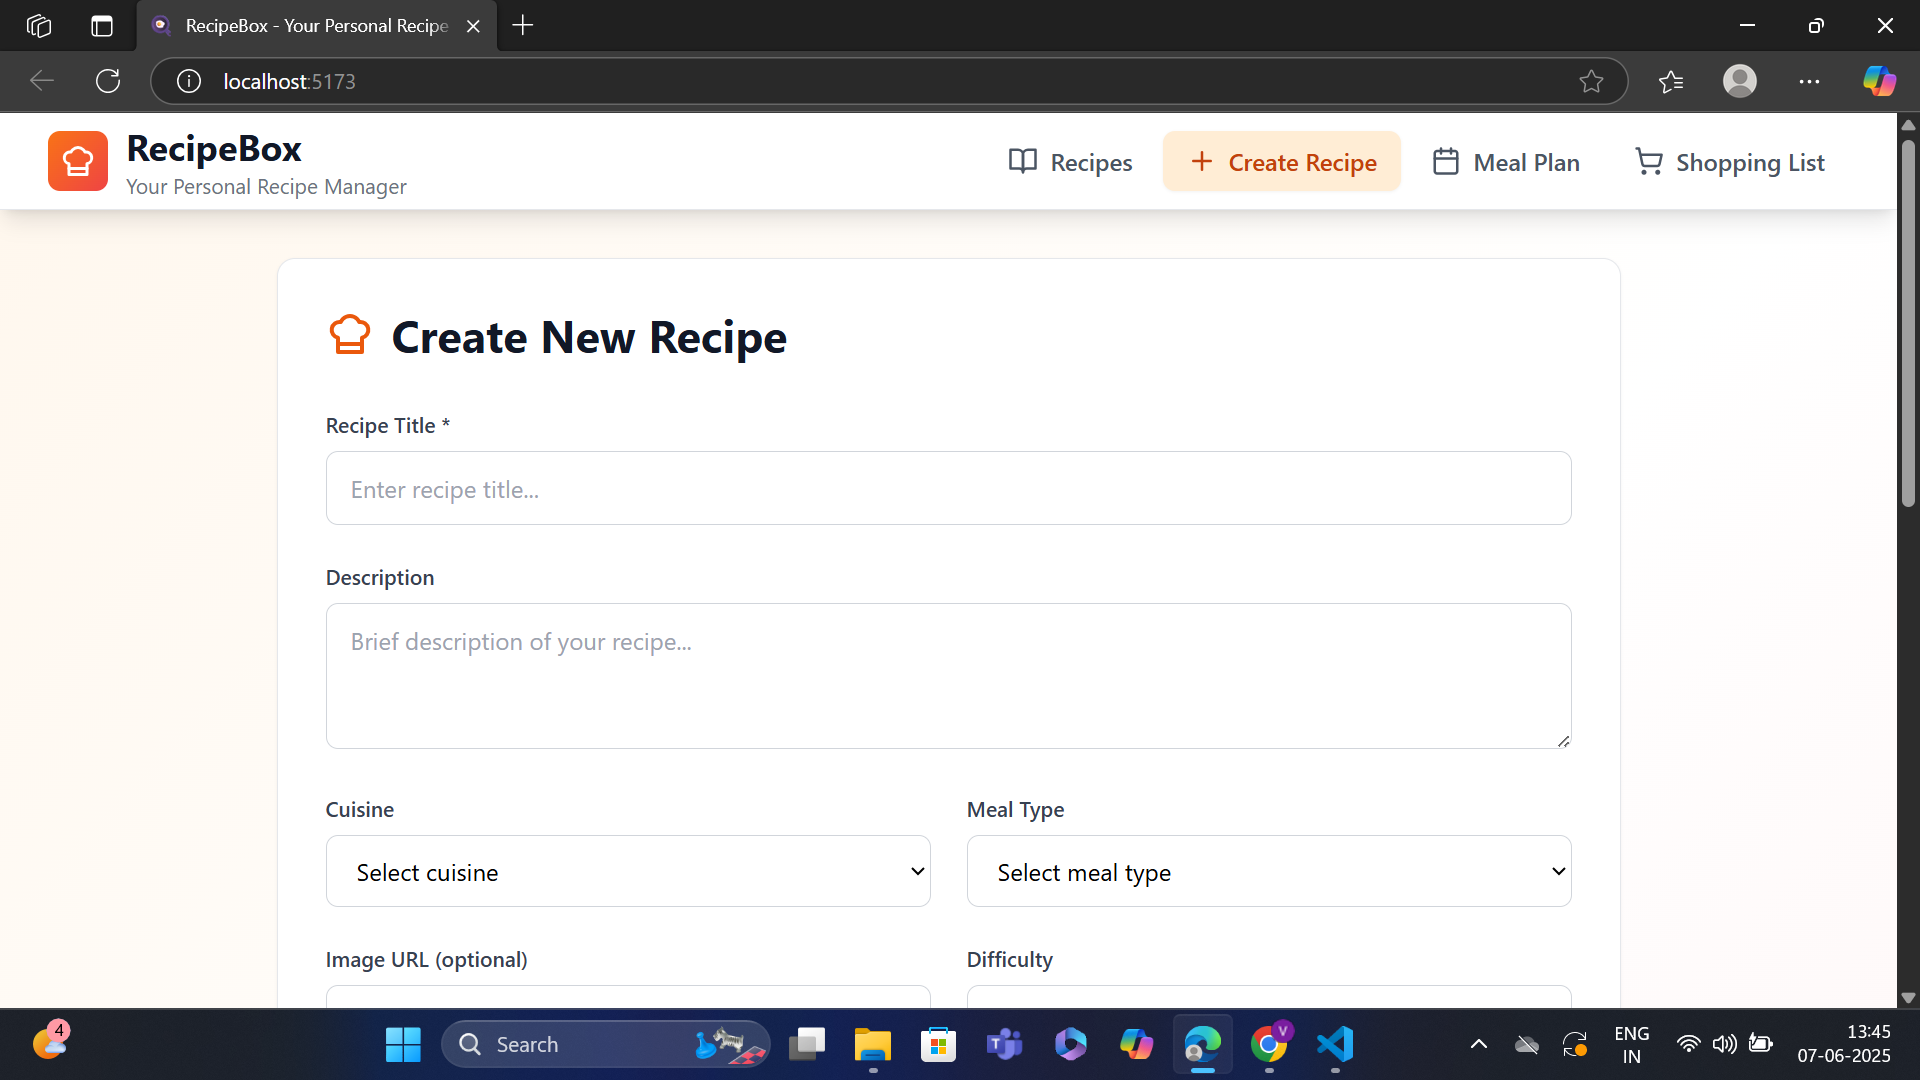 RecipeBox - Your Personal Recipe
localhost:5173
RecipeBox
Your Personal Recipe Manager
Recipes
Create Recipe
Meal Plan
Shopping List
Create New Recipe
Recipe Title *
Enter recipe title...
Description
Brief description of your recipe...
Cuisine
Meal Type
Select cuisine
Select meal type
Image URL (optional)
Difficulty
4
Search
V
ENG
IN
13:45
07-06-2025